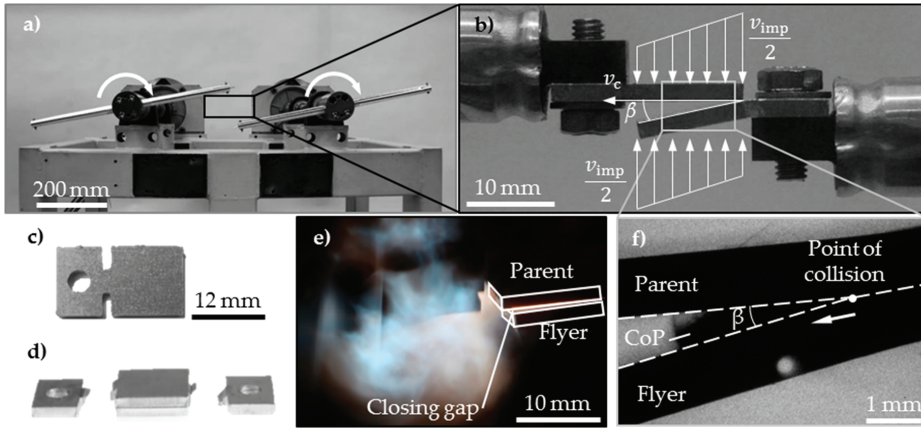 a)
200 mm
b)
v_imp
2
v_c
β
v_imp
2
10 mm
c)
12 mm
d)
e)
Parent
Flyer
Closing gap
10 mm
f)
Point of
collision
Parent
β
CoP
Flyer
1 mm